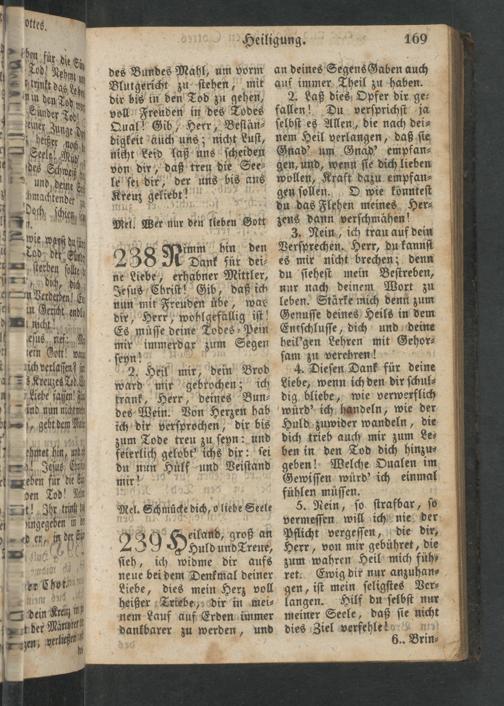 Heiligung. 169
des Bundes Mahl, um vorm
Blutgericht zu stehen, mit
dir bis in den Tod zu gehen,
voll Freuden in des Todes
Qual! Gib, Herr, Bestän-
digkeit auch uns; nicht Lust,
nicht Leid laß uns scheiden
von dir, daß treu die See-
le sei dir, der uns bis ans
Kreuz geliebt!
Mel. Wer nur den lieben Gott
238 Nimm hin den
Dank für dei-
ne Liebe, erhabner Mittler,
Jesus Christ! Gib, daß ich
nun mit Freuden übe, was
dir, Herr, wohlgefällig ist!
Es müsse deine Todes-Pein
mir immerdar zum Segen
seyn!
2. Heil mir, dein Brod
ward mir gebrochen; ich
trank, Herr, deines Bun-
des Wein. Von Herzen hab
ich dir versprochen, dir bis
zum Tode treu zu seyn: und
feierlich gelobt' ichs dir: sei
du nun Hülf und Beistand
mir!
Mel. Schmücke dich, o liebe Seele
239 Heiland, groß an
Huld und Treue,
sieh, ich widme dir aufs
neue bei dem Denkmal deiner
Liebe, dies mein Herz voll
heißer Triebe, dir in mei-
nem Lauf auf Erden immer
dankbarer zu werden, und
an deines Segens Gaben auch
auf immer Theil zu haben.
2. Laß dies Opfer dir ge-
fallen! Du versprichst ja
selbst es Allen, die nach dei-
nem Heil verlangen, daß sie
Gnad' um Gnad' empfan-
gen, und, wenn sie dich lieben
wollen, Kraft dazu empfan-
gen sollen. O wie könntest
du das Flehen meines Her-
zens dann verschmähen!
3. Nein, ich trau auf dein
Versprechen. Herr, du kannst
es mir nicht brechen; denn
du siehest mein Bestreben,
nur nach deinem Wort zu
leben. Stärke mich denn zum
Genusse deines Heils in dem
Entschlusse, dich und deine
heil'gen Lehren mit Gehor-
sam zu verehren!
4. Diesen Dank für deine
Liebe, wenn ich den dir schul-
dig bliebe, wie verwerflich
würd' ich handeln, wie der
Huld zuwider wandeln, die
dich trieb auch mir zum Le-
ben in den Tod dich hinzu-
geben! Welche Qualen im
Gewissen würd' ich einmal
fühlen müssen.
5. Nein, so strafbar, so
vermessen will ich nie der
Pflicht vergessen, die dir,
Herr, von mir gebühret, die
zum wahren Heil mich füh-
ret. Ewig dir nur anzuhan-
gen, ist mein seligstes Ver-
langen. Hilf du selbst nur
meiner Seele, daß sie nicht
dies Ziel verfehle!
6.. Brin-